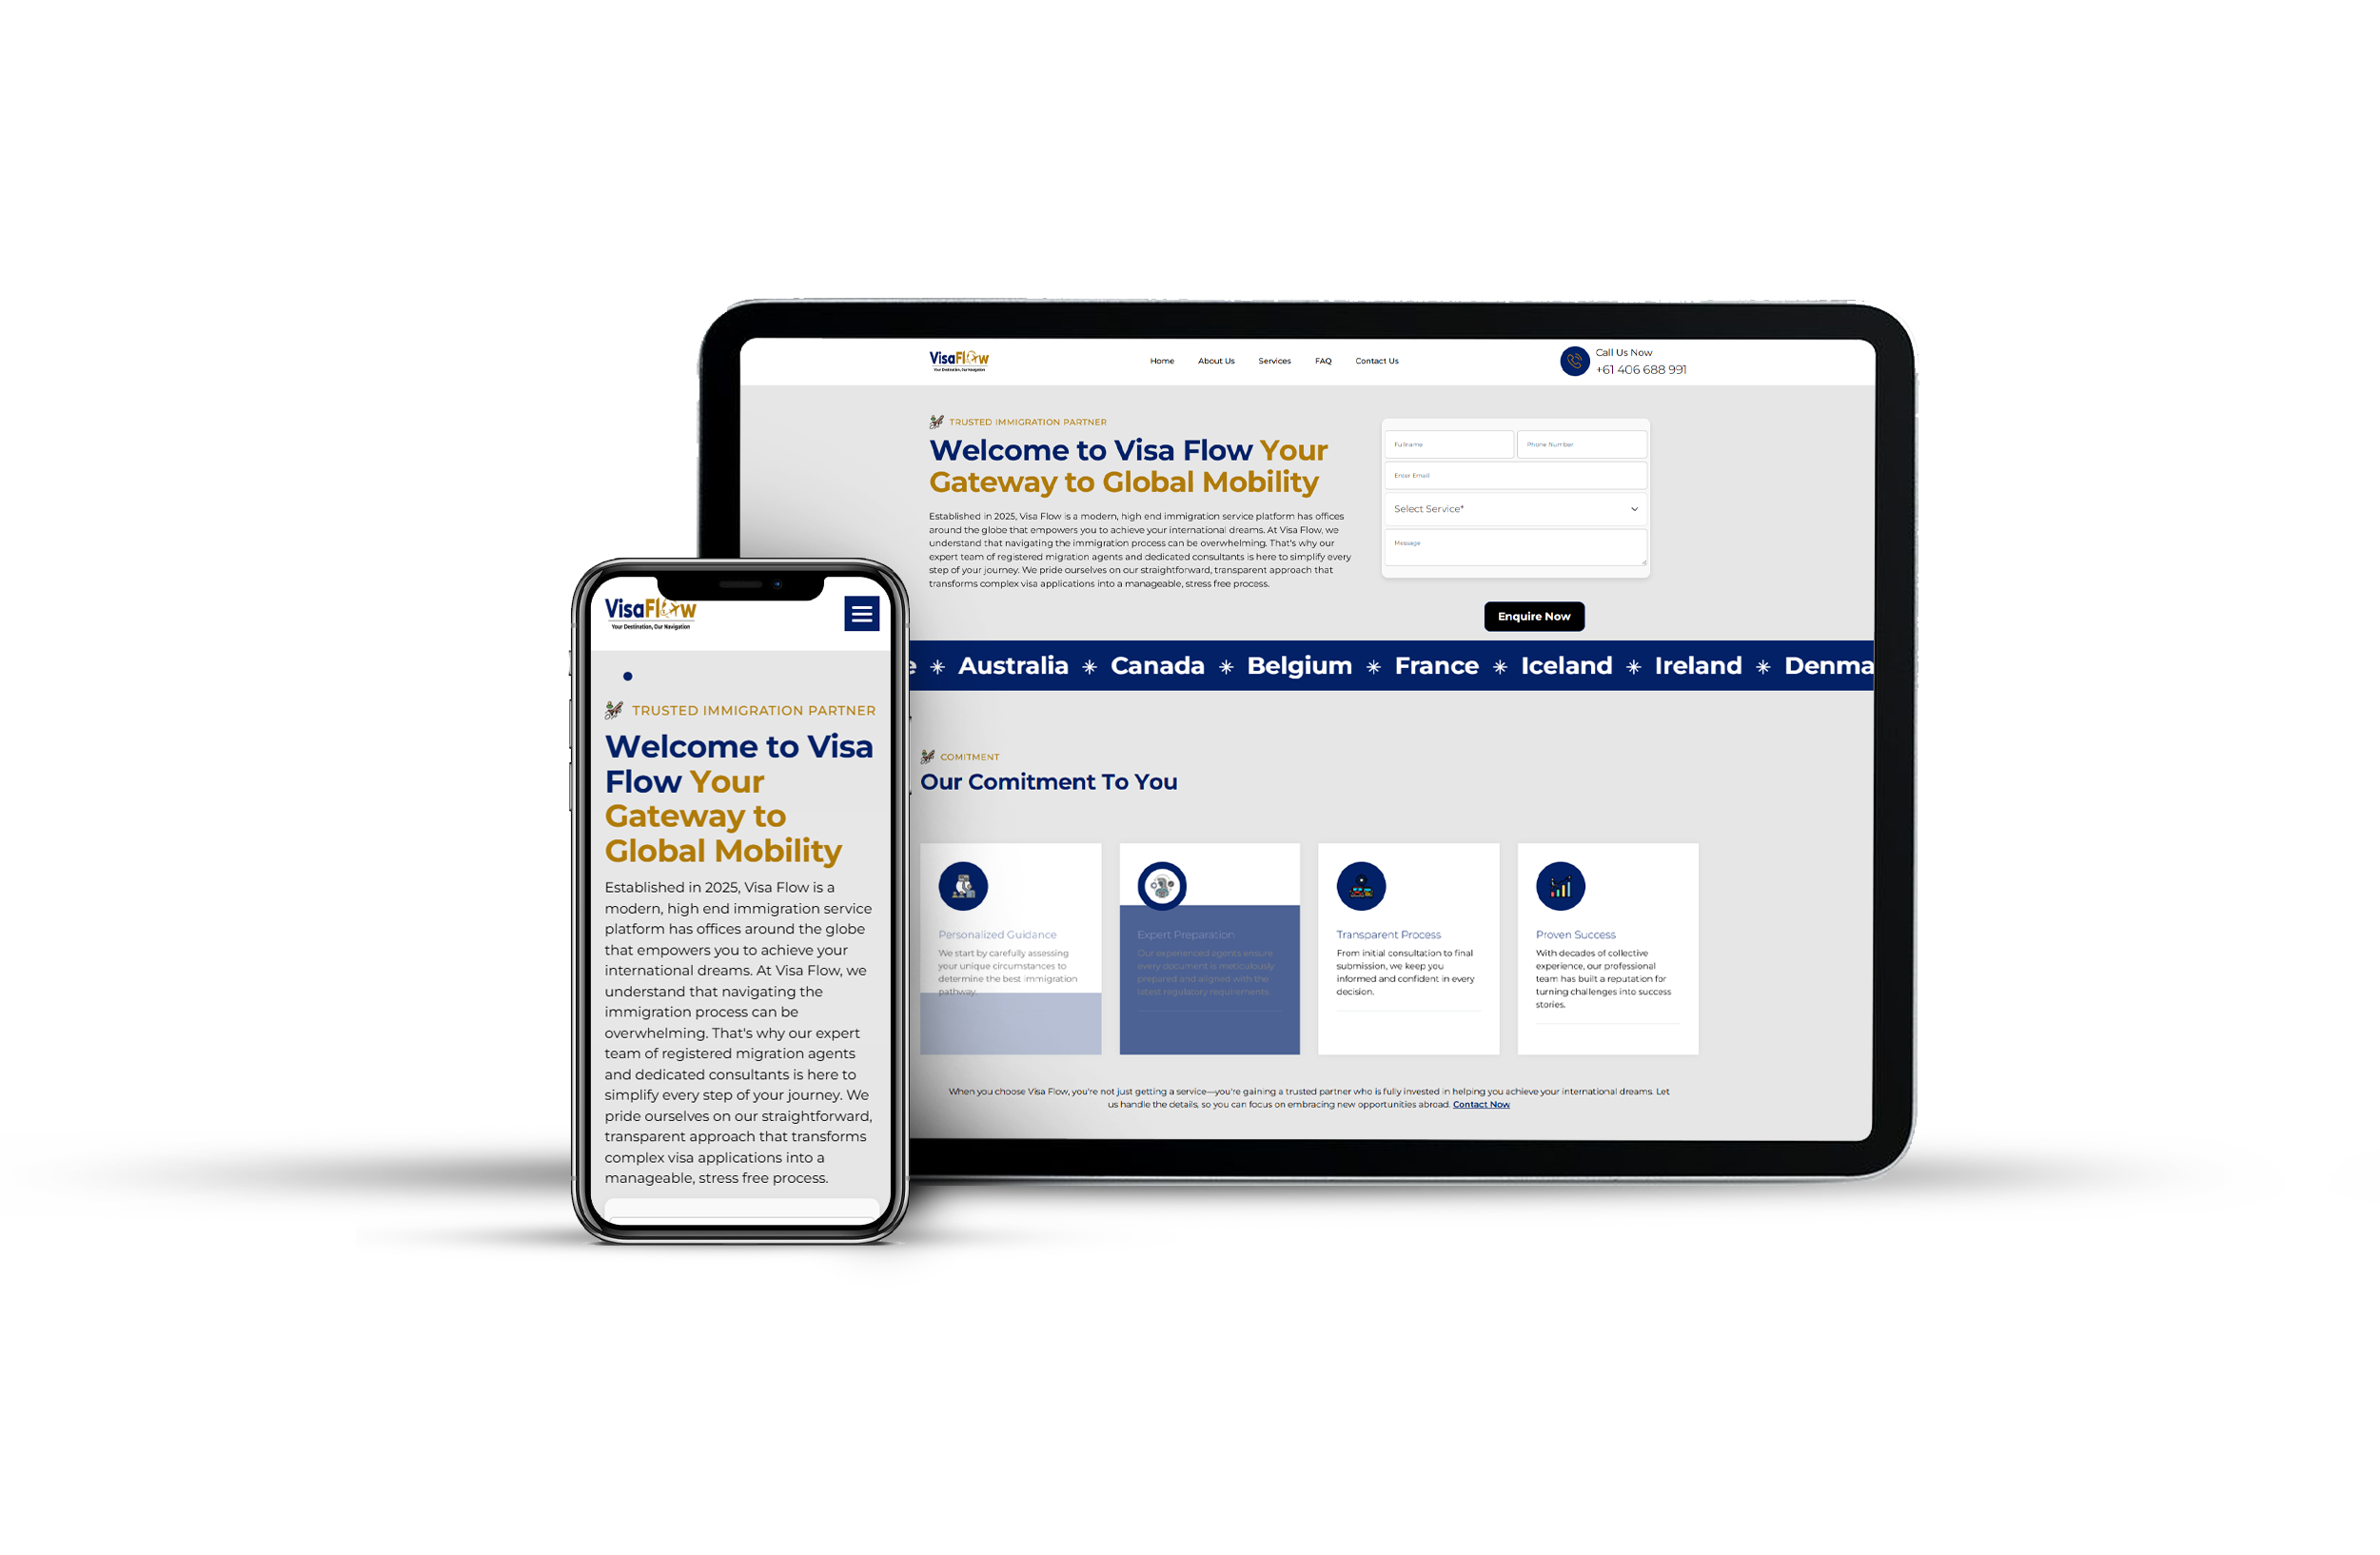 VisaFlow
Your Destination, Our Navigation
Home
About Us
Services
FAQ
Contact Us
Call Us Now
+61 406 688 991
TRUSTED IMMIGRATION PARTNER
Welcome to Visa Flow Your
Gateway to Global Mobility
Established in 2025, Visa Flow is a modern, high end immigration service platform has offices
around the globe that empowers you to achieve your international dreams. At Visa Flow, we
understand that navigating the immigration process can be overwhelming. That's why our
expert team of registered migration agents and dedicated consultants is here to simplify every
step of your journey. We pride ourselves on our straightforward, transparent approach that
transforms complex visa applications into a manageable, stress free process.
Fullname
Phone Number
Enter Email
Select Service*
Message
Enquire Now
e ✳ Australia ✳ Canada ✳ Belgium ✳ France ✳ Iceland ✳ Ireland ✳ Denma
COMITMENT
Our Comitment To You
Personalized Guidance
We start by carefully assessing
your unique circumstances to
determine the best immigration
pathway.
Expert Preparation
Our experienced agents ensure
every document is meticulously
prepared and aligned with the
latest regulatory requirements.
Transparent Process
From initial consultation to final
submission, we keep you
informed and confident in every
decision.
Proven Success
With decades of collective
experience, our professional
team has built a reputation for
turning challenges into success
stories.
When you choose Visa Flow, you're not just getting a service—you're gaining a trusted partner who is fully invested in helping you achieve your international dreams. Let
us handle the details, so you can focus on embracing new opportunities abroad. Contact Now
VisaFlow
Your Destination, Our Navigation
TRUSTED IMMIGRATION PARTNER
Welcome to Visa
Flow Your
Gateway to
Global Mobility
Established in 2025, Visa Flow is a
modern, high end immigration service
platform has offices around the globe
that empowers you to achieve your
international dreams. At Visa Flow, we
understand that navigating the
immigration process can be
overwhelming. That's why our expert
team of registered migration agents
and dedicated consultants is here to
simplify every step of your journey. We
pride ourselves on our straightforward,
transparent approach that transforms
complex visa applications into a
manageable, stress free process.